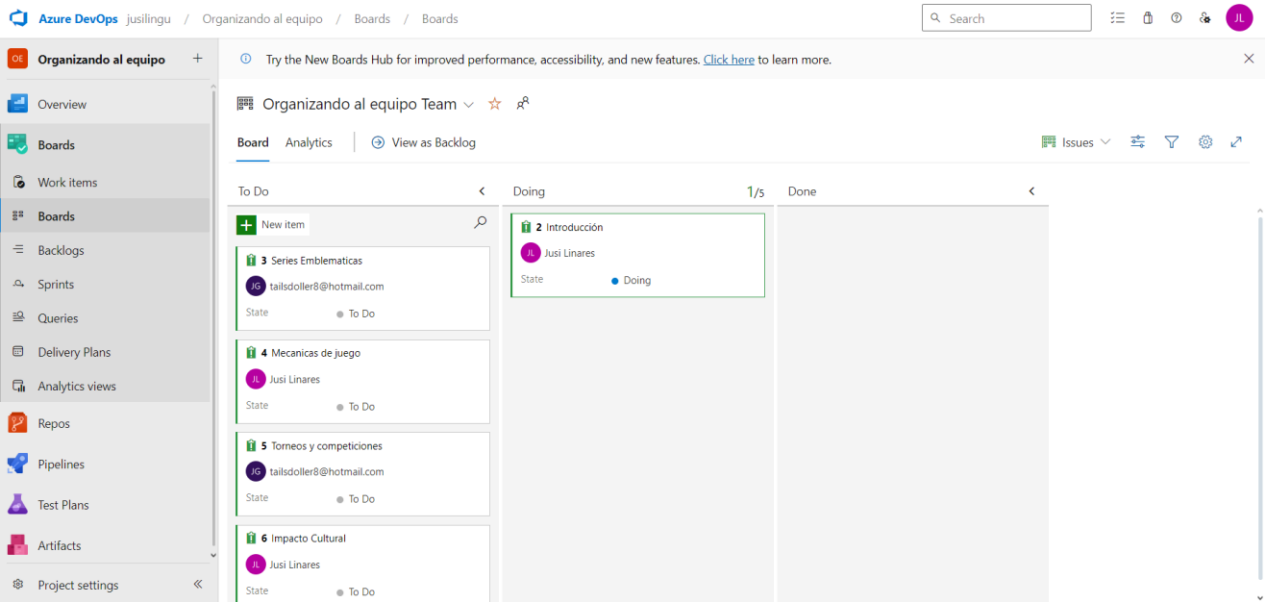 Azure DevOps jusilingu / Organizando al equipo / Boards / Boards
Search
JL
OE Organizando al equipo +
Try the New Boards Hub for improved performance, accessibility, and new features. Click here to learn more.
Overview
Boards
Work items
Boards
Backlogs
Sprints
Queries
Delivery Plans
Analytics views
Repos
Pipelines
Test Plans
Artifacts
Project settings
Organizando al equipo Team
Board Analytics View as Backlog
Issues
To Do
New item
3 Series Emblematicas
JG tailsdoller8@hotmail.com
State To Do
4 Mecanicas de juego
JL Jusi Linares
State To Do
5 Torneos y competiciones
JG tailsdoller8@hotmail.com
State To Do
6 Impacto Cultural
JL Jusi Linares
State To Do
Doing 1/5
2 Introducción
JL Jusi Linares
State Doing
Done